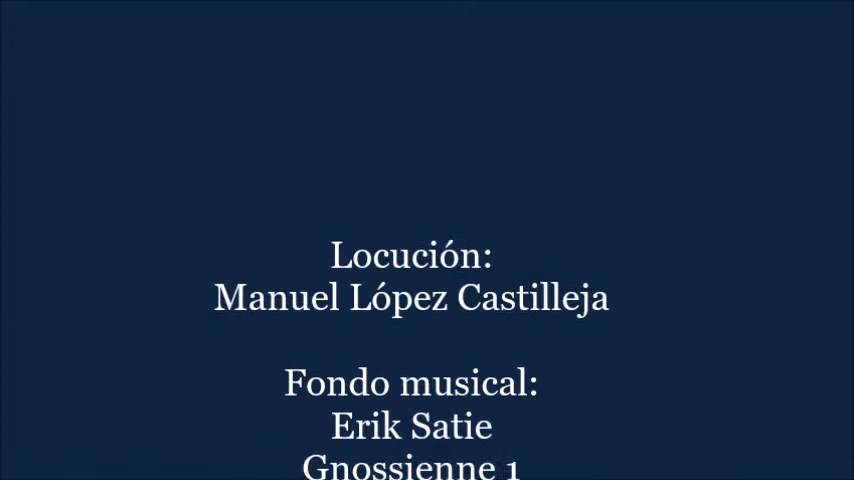 Locución:
Manuel López Castilleja
Fondo musical:
Erik Satie
Gnossienne 1